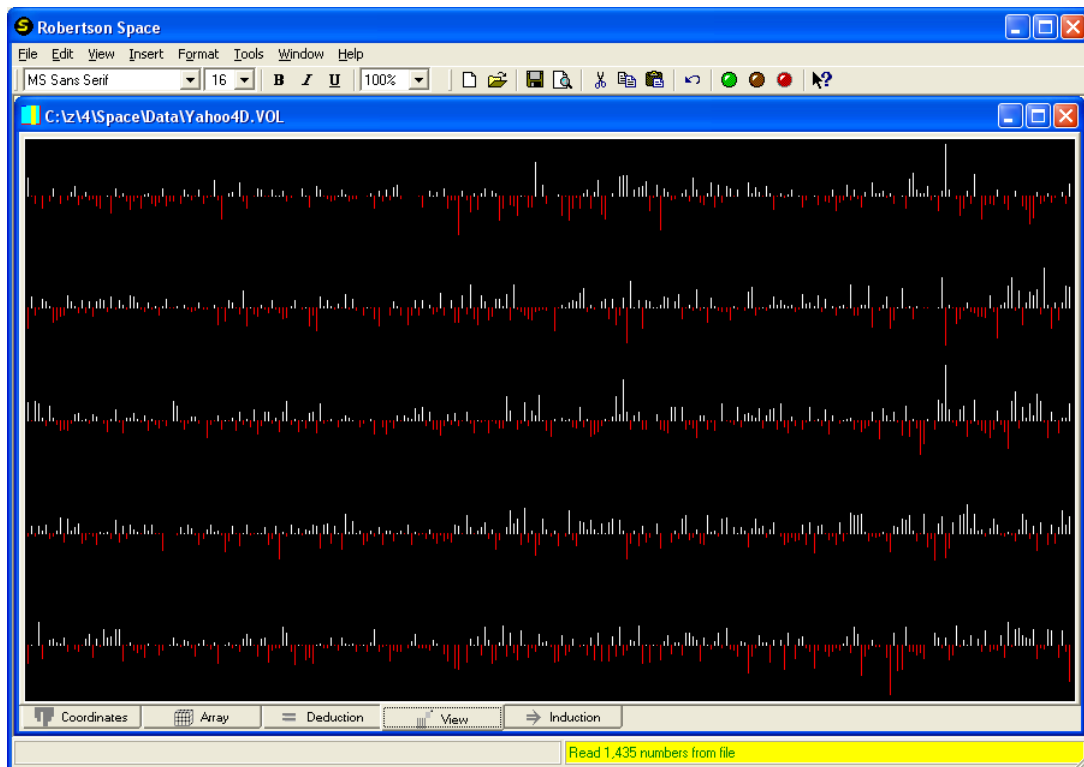 Robertson Space
File Edit View Insert Format Tools Window Help
MS Sans Serif 16 B I U 100%
C:\z\4\Space\Data\Yahoo4D.VOL
Coordinates Array Deduction View Induction
Read 1,435 numbers from file